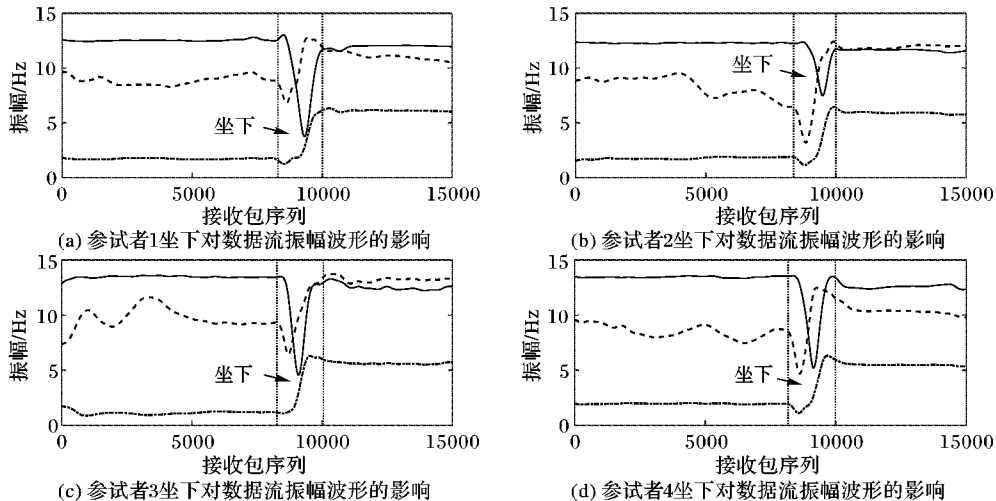 15
10
5
0
振幅/Hz
坐下
0
5000
10000
15000
接收包序列
(a) 参试者1坐下对数据流振幅波形的影响
15
10
5
0
振幅/Hz
坐下
0
5000
10000
15000
接收包序列
(b) 参试者2坐下对数据流振幅波形的影响
15
10
5
0
振幅/Hz
坐下
0
5000
10000
15000
接收包序列
(c) 参试者3坐下对数据流振幅波形的影响
15
10
5
0
振幅/Hz
坐下
0
5000
10000
15000
接收包序列
(d) 参试者4坐下对数据流振幅波形的影响